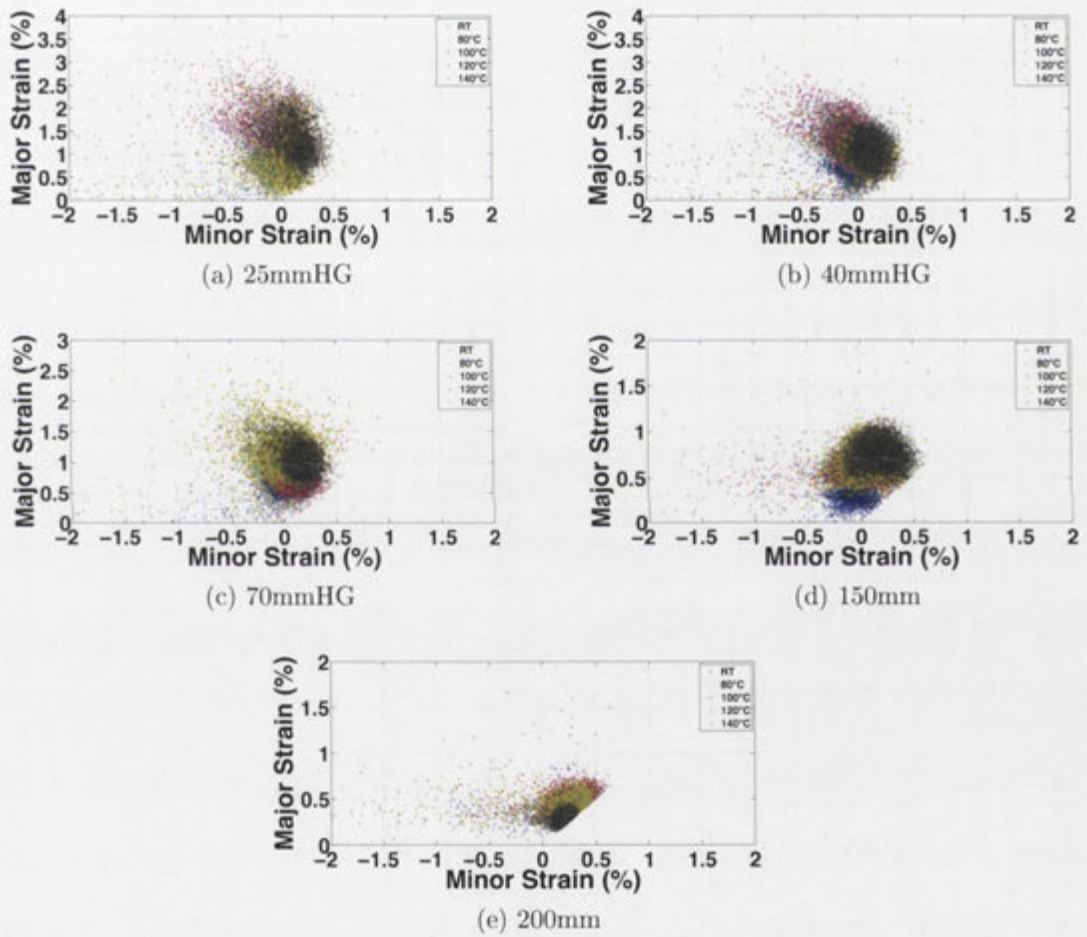 Major Strain (%)
4
3.5
3
2.5
2
1.5
1
0.5
0
-2 -1.5 -1 -0.5 0 0.5 1 1.5 2
Minor Strain (%)
RT
80°C
100°C
120°C
140°C
(a) 25mmHG
Major Strain (%)
4
3.5
3
2.5
2
1.5
1
0.5
0
-2 -1.5 -1 -0.5 0 0.5 1 1.5 2
Minor Strain (%)
RT
80°C
100°C
120°C
140°C
(b) 40mmHG
Major Strain (%)
3
2.5
2
1.5
1
0.5
0
-2 -1.5 -1 -0.5 0 0.5 1 1.5 2
Minor Strain (%)
RT
80°C
100°C
120°C
140°C
(c) 70mmHG
Major Strain (%)
2
1.5
1
0.5
0
-2 -1.5 -1 -0.5 0 0.5 1 1.5 2
Minor Strain (%)
RT
80°C
100°C
120°C
140°C
(d) 150mm
Major Strain (%)
2
1.5
1
0.5
0
-2 -1.5 -1 -0.5 0 0.5 1 1.5 2
Minor Strain (%)
RT
80°C
100°C
120°C
140°C
(e) 200mm